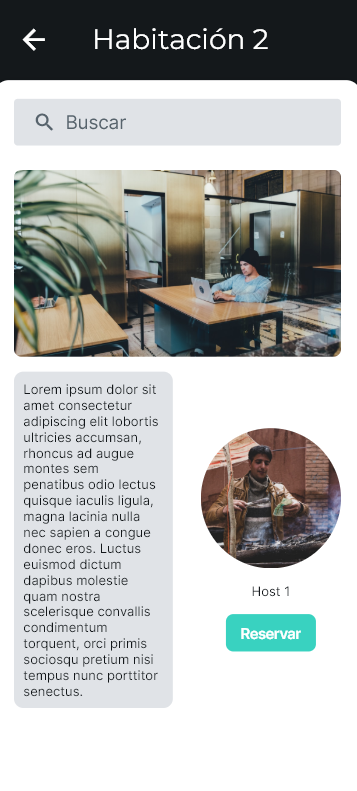 Habitación 2
Buscar
Lorem ipsum dolor sit
amet consectetur
adipiscing elit lobortis
ultricies accumsan,
rhoncus ad augue
montes sem
penatibus odio lectus
quisque iaculis ligula,
magna lacinia nulla
nec sapien a congue
donec eros. Luctus
euismod dictum
dapibus molestie
quam nostra
scelerisque convallis
condimentum
torquent, orci primis
sociosqu pretium nisi
tempus nunc porttitor
senectus.
Host 1
Reservar